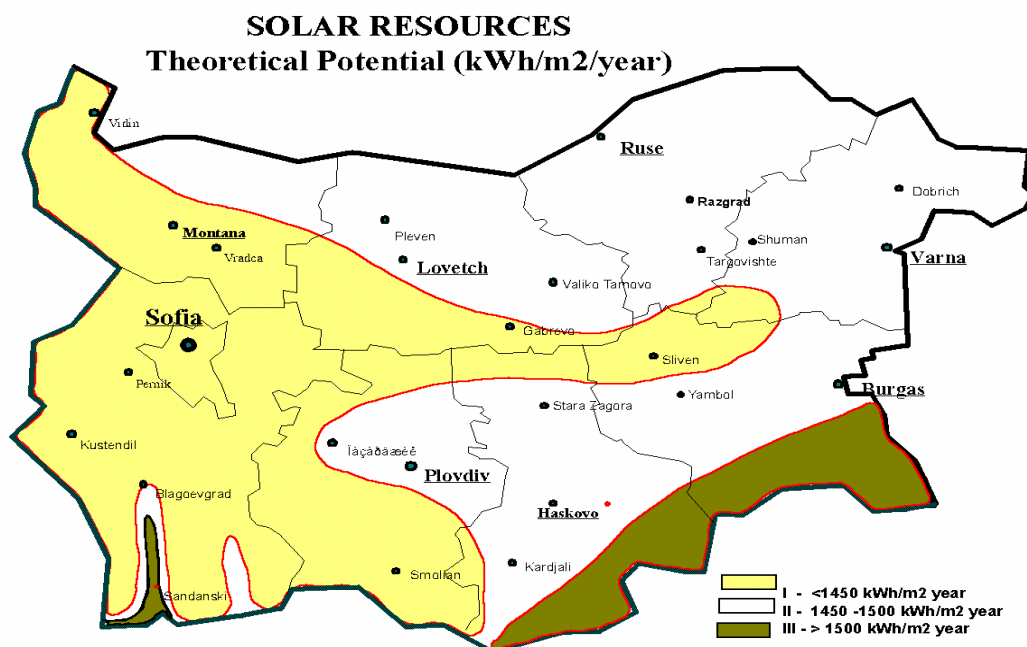 SOLAR RESOURCES
Theoretical Potential (kWh/m2/year)
Vidin
Ruse
Razgrad
Dobrich
Montana
Pleven
Shuman
Vradca
Lovetch
Targovishte
Varna
Valiko Tarnovo
Sofia
Gabrevo
Sliven
Pernik
Yambol
Burgas
Stara Zagora
Kustendil
Ïàçàðäæèê
Plovdiv
Blagoevgrad
Haskovo
Kardjali
Smolian
Sandanski
I - <1450 kWh/m2 year
II - 1450 -1500 kWh/m2 year
III - > 1500 kWh/m2 year